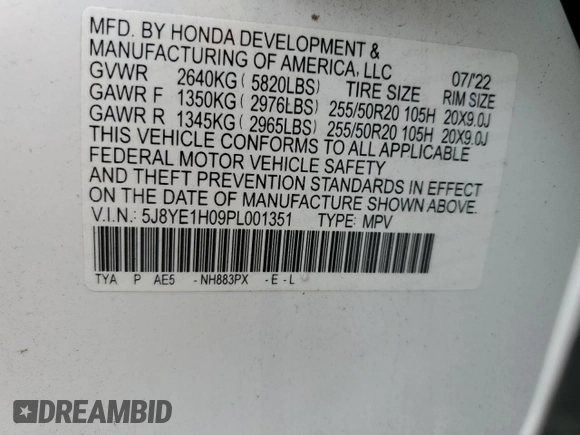 MFD. BY HONDA DEVELOPMENT &
MANUFACTURING OF AMERICA, LLC 07/'22
GVWR 2640KG ( 5820LBS) TIRE SIZE RIM SIZE
GAWR F 1350KG ( 2976LBS) 255/50R20 105H 20X9.0J
GAWR R 1345KG ( 2965LBS) 255/50R20 105H 20X9.0J
THIS VEHICLE CONFORMS TO ALL APPLICABLE
FEDERAL MOTOR VEHICLE SAFETY
AND THEFT PREVENTION STANDARDS IN EFFECT
ON THE DATE OF MANUFACTURE SHOWN ABOVE.
V.I.N.: 5J8YE1H09PL001351 TYPE: MPV
TYA P AE5 - NH883PX - E - L
DREAMBID